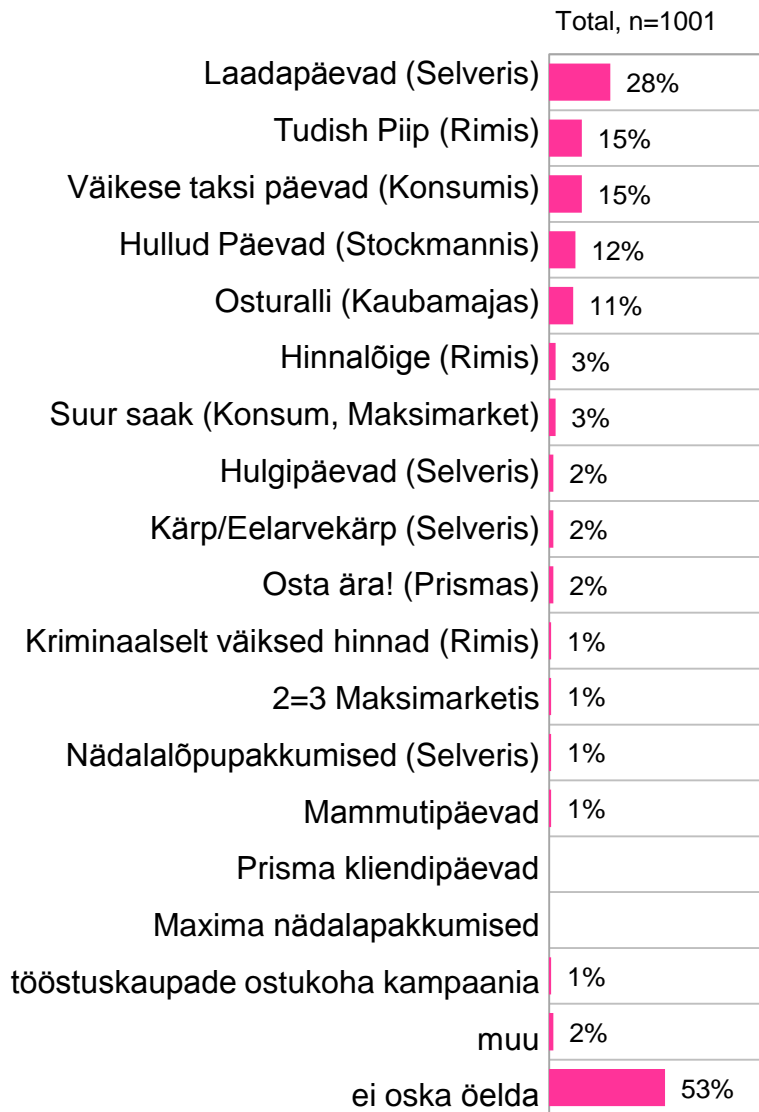 Total, n=1001
Laadapäevad (Selveris) 28%
Tudish Piip (Rimis) 15%
Väikese taksi päevad (Konsumis) 15%
Hullud Päevad (Stockmannis) 12%
Osturalli (Kaubamajas) 11%
Hinnalõige (Rimis) 3%
Suur saak (Konsum, Maksimarket) 3%
Hulgipäevad (Selveris) 2%
Kärp/Eelarvekärp (Selveris) 2%
Osta ära! (Prismas) 2%
Kriminaalselt väiksed hinnad (Rimis) 1%
2=3 Maksimarketis 1%
Nädalalõpupakkumised (Selveris) 1%
Mammutipäevad 1%
Prisma kliendipäevad
Maxima nädalapakkumised
tööstuskaupade ostukoha kampaania 1%
muu 2%
ei oska öelda 53%